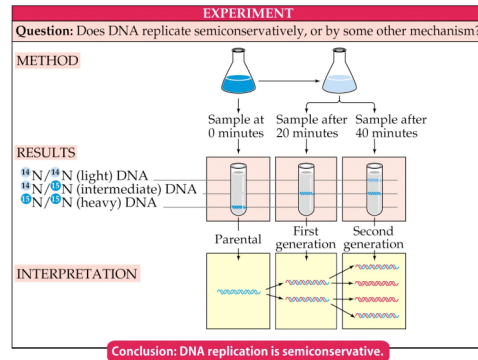 EXPERIMENT
Question: Does DNA replicate semiconservatively, or by some other mechanism?
METHOD
Sample at
0 minutes
Sample after
20 minutes
Sample after
40 minutes
RESULTS
¹⁴N/¹⁴N (light) DNA
¹⁴N/¹⁵N (intermediate) DNA
¹⁵N/¹⁵N (heavy) DNA
Parental
First
generation
Second
generation
INTERPRETATION
Conclusion: DNA replication is semiconservative.